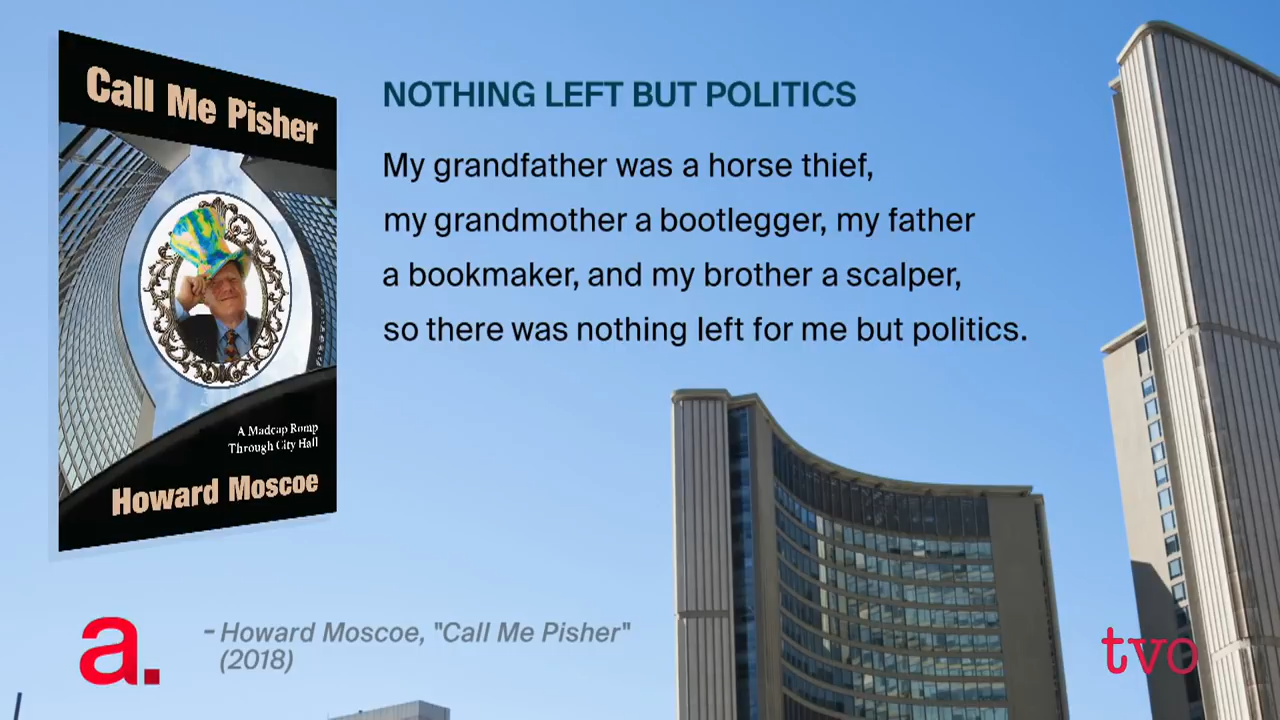 Call Me Pisher
A Madcap Romp
Through City Hall
Howard Moscoe
NOTHING LEFT BUT POLITICS
My grandfather was a horse thief,
my grandmother a bootlegger, my father
a bookmaker, and my brother a scalper,
so there was nothing left for me but politics.
a.
– Howard Moscoe, "Call Me Pisher"
(2018)
tvo